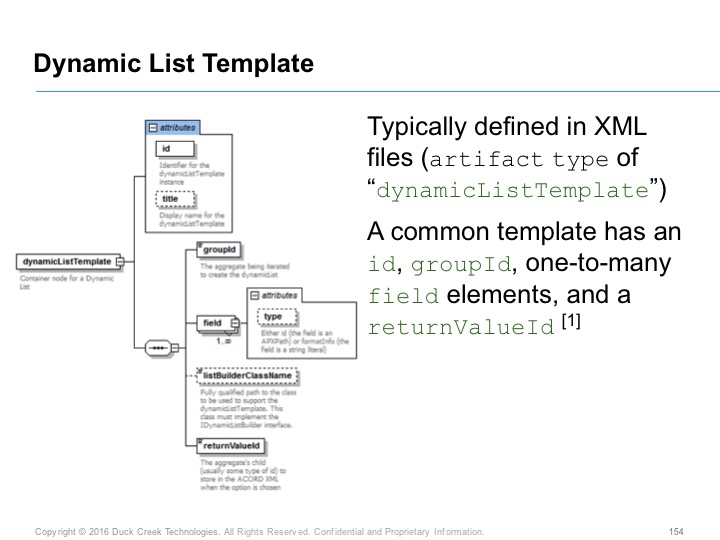 Dynamic List Template
attributes
id
Identifier for the
dynamicListTemplate
instance
title
Display name for the
dynamicListTemplate
dynamicListTemplate
Container node for a Dynamic
List
groupId
The aggregate being iterated
to create the dynamicList
attributes
field
type
1..∞
Either id (the field is an
APXPath) or formatInfo (the
field is a string literal)
listBuilderClassName
Fully qualified path to the class
to be used to support the
dynamicListTemplate. This
class must implement the
IDynamicListBuilder interface.
returnValueId
The aggregate's child
(usually some type of id) to
store in the ACORD XML
when the option is chosen
Typically defined in XML
files (artifact type of
“dynamicListTemplate”)
A common template has an
id, groupId, one-to-many
field elements, and a
returnValueId [1]
Copyright © 2016 Duck Creek Technologies. All Rights Reserved. Confidential and Proprietary Information.
154